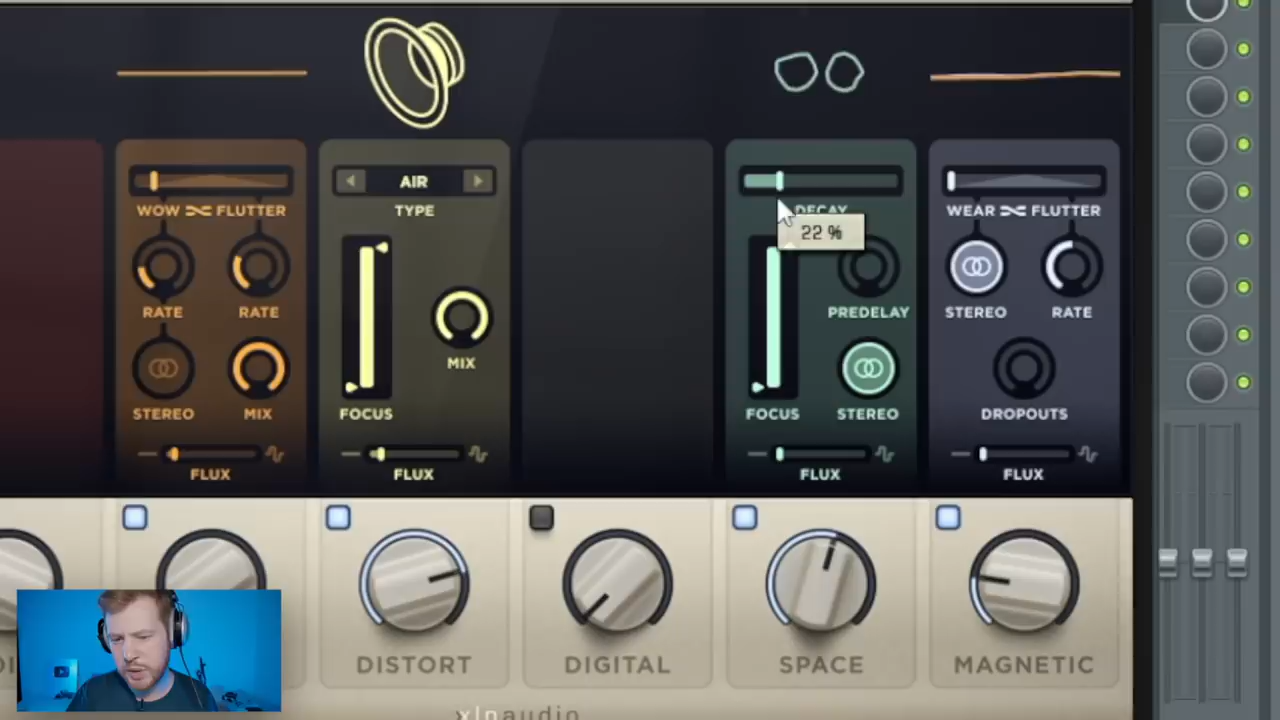 AIR
WOW FLUTTER
TYPE
DECAY
WEAR FLUTTER
22 %
RATE
RATE
PREDELAY
STEREO
RATE
MIX
STEREO
MIX
FOCUS
FOCUS
STEREO
DROPOUTS
FLUX
FLUX
FLUX
FLUX
DISTORT
DIGITAL
SPACE
MAGNETIC
xlnaudio